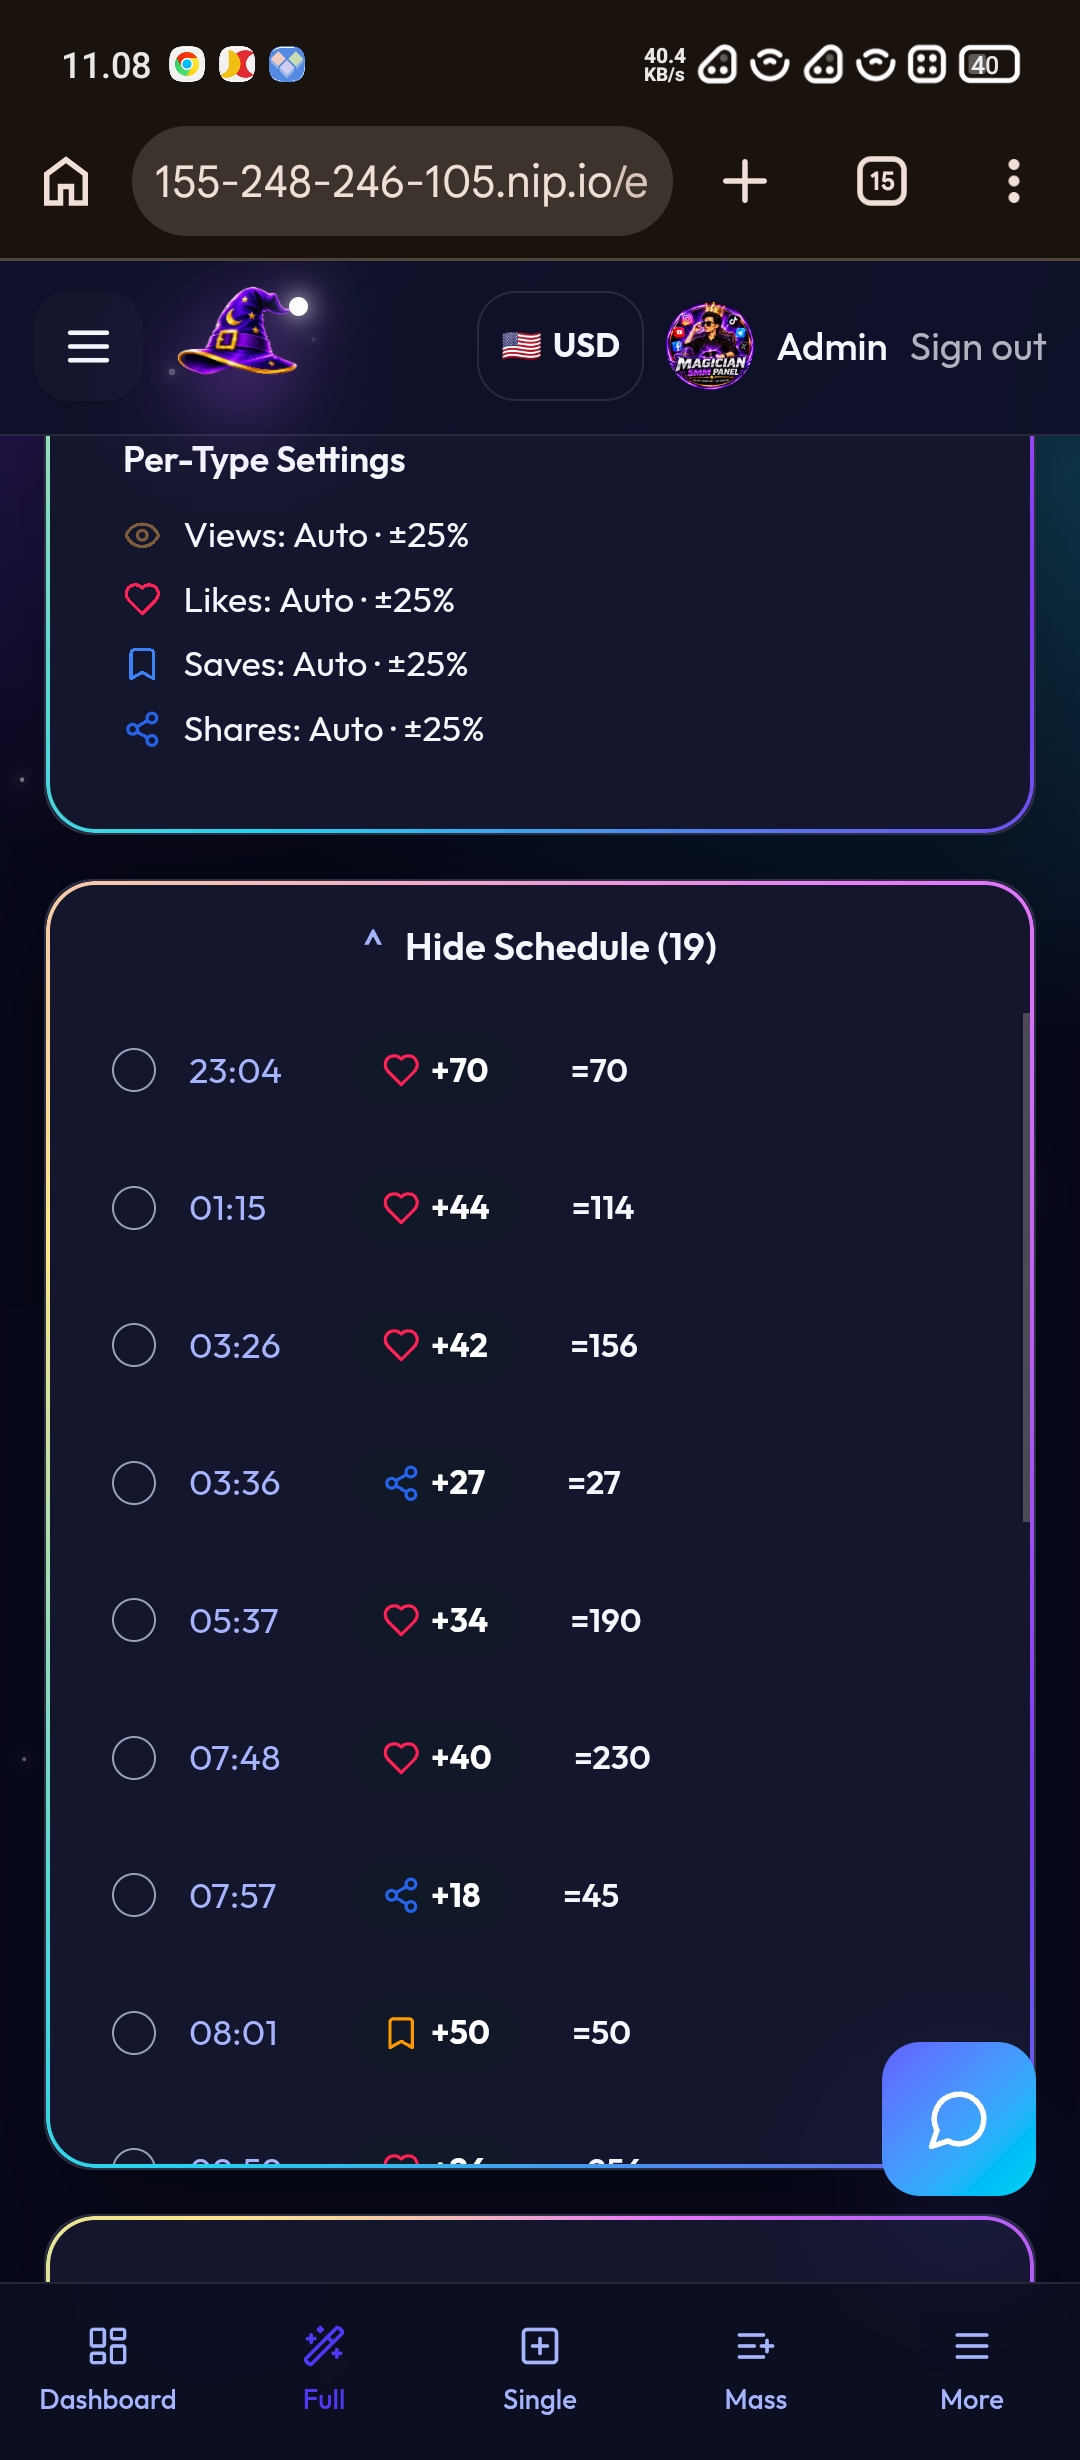 11.08 40.4 KB/s 40
155-248-246-105.nip.io/e 15
USD MAGICIAN SMM PANEL Admin Sign out
Per-Type Settings
Views: Auto · ±25%
Likes: Auto · ±25%
Saves: Auto · ±25%
Shares: Auto · ±25%
^ Hide Schedule (19)
23:04 +70 =70
01:15 +44 =114
03:26 +42 =156
03:36 +27 =27
05:37 +34 =190
07:48 +40 =230
07:57 +18 =45
08:01 +50 =50
Dashboard Full Single Mass More